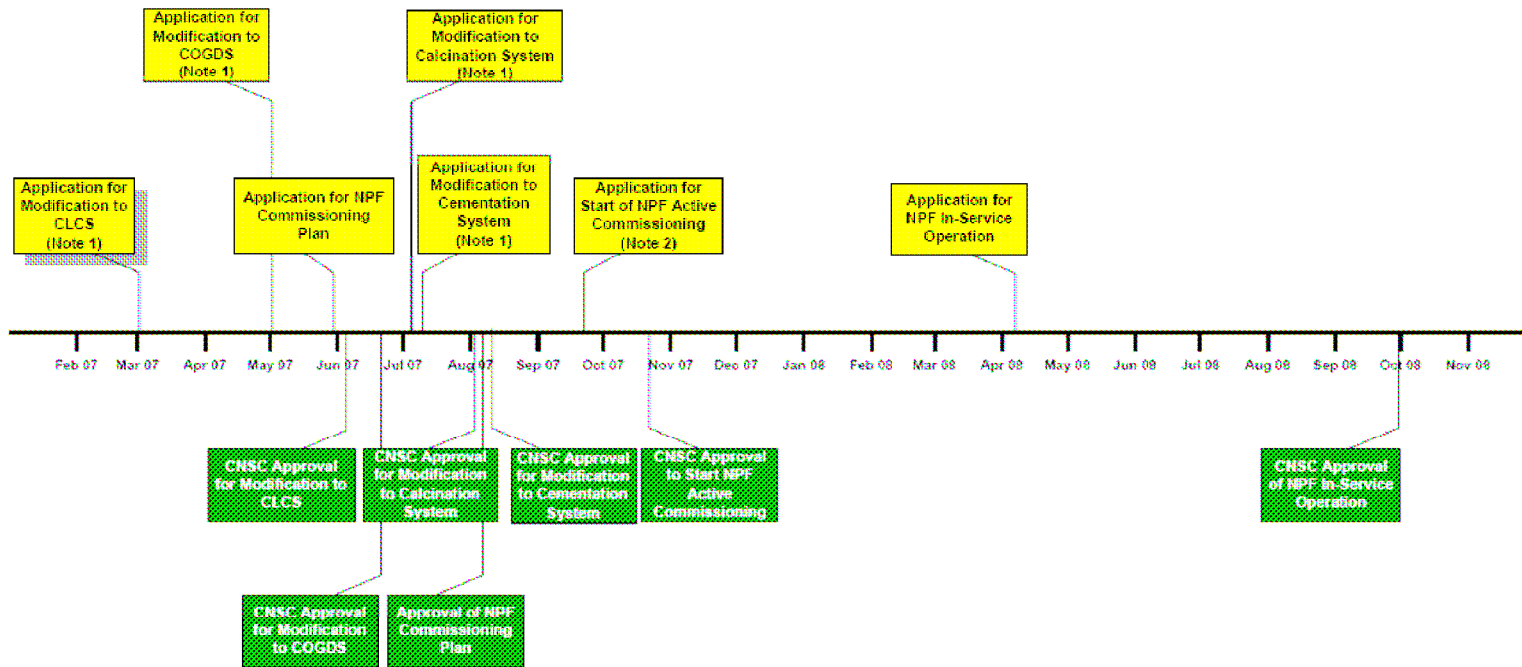 Application for
Modification to
COGDS
(Note 1)
Application for
Modification to
Calcination System
(Note 1)
Application for
Modification to
CLCS
(Note 1)
Application for NPF
Commissioning
Plan
Application for
Modification to
Cementation
System
(Note 1)
Application for
Start of NPF Active
Commissioning
(Note 2)
Application for
NPF In-Service
Operation
Feb 07
Mar 07
Apr 07
May 07
Jun 07
Jul 07
Aug 07
Sep 07
Oct 07
Nov 07
Dec 07
Jan 08
Feb 08
Mar 08
Apr 08
May 08
Jun 08
Jul 08
Aug 08
Sep 08
Oct 08
Nov 08
CNSC Approval
for Modification to
CLCS
CNSC Approval
for Modification
to Calcination
System
CNSC Approval
for Modification
to Cementation
System
CNSC Approval
to Start NPF
Active
Commissioning
CNSC Approval
of NPF In-Service
Operation
CNSC Approval
for Modification
to COGDS
Approval of NPF
Commissioning
Plan